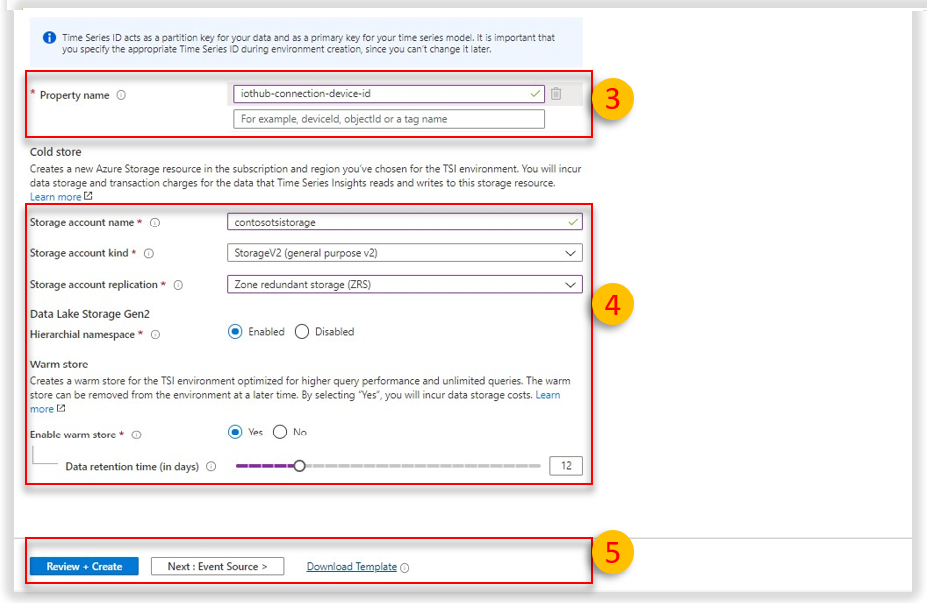 Time Series ID acts as a partition key for your data and as a primary key for your time series model. It is important that
you specify the appropriate Time Series ID during environment creation, since you can't change it later.
* Property name
iothub-connection-device-id
For example, deviceId, objectId or a tag name
3
Cold store
Creates a new Azure Storage resource in the subscription and region you've chosen for the TSI environment. You will incur
data storage and transaction charges for the data that Time Series Insights reads and writes to this storage resource.
Learn more
Storage account name *
contosotsistorage
Storage account kind *
StorageV2 (general purpose v2)
Storage account replication *
Zone redundant storage (ZRS)
4
Data Lake Storage Gen2
Hierarchial namespace *
Enabled
Disabled
Warm store
Creates a warm store for the TSI environment optimized for higher query performance and unlimited queries. The warm
store can be removed from the environment at a later time. By selecting "Yes", you will incur data storage costs. Learn
more
Enable warm store *
Yes
No
Data retention time (in days)
12
5
Review + Create
Next : Event Source >
Download Template